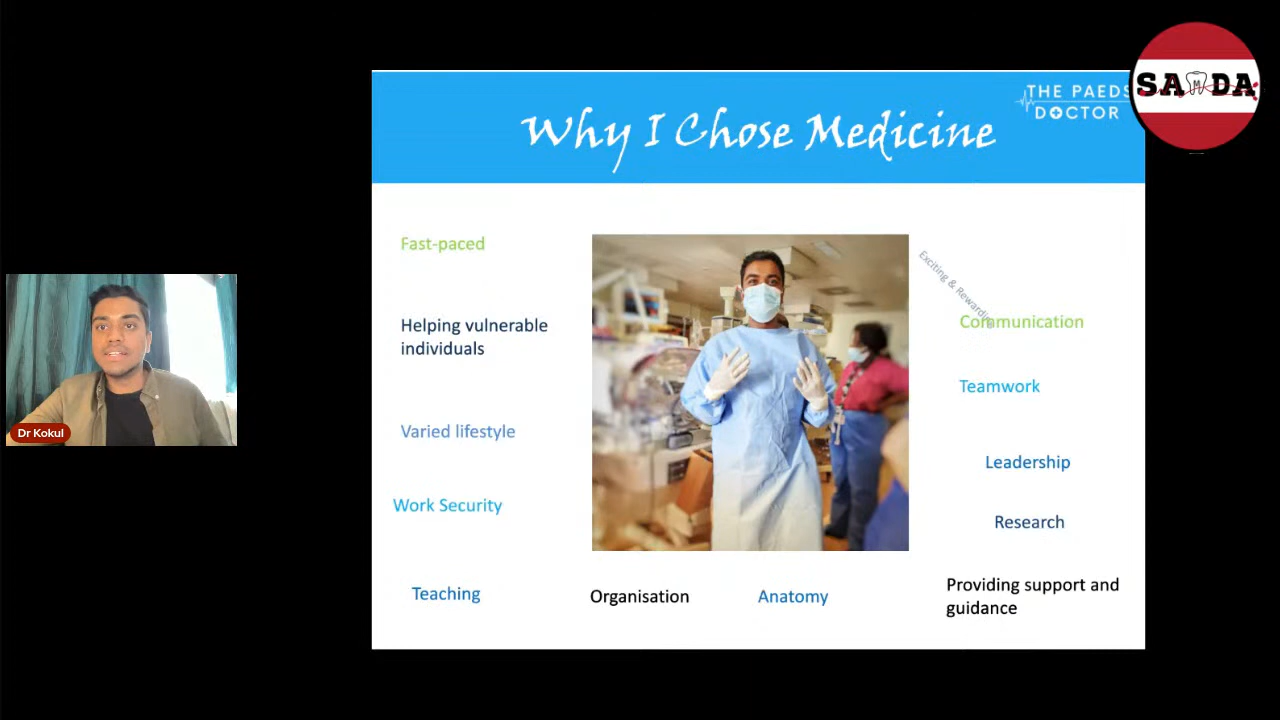 Why I Chose Medicine
THE PAEDS
DOCTOR
SAMDA
Fast-paced
Helping vulnerable
individuals
Varied lifestyle
Work Security
Teaching
Organisation
Anatomy
Exciting & Rewarding
Communication
Teamwork
Leadership
Research
Providing support and
guidance
Dr Kokul